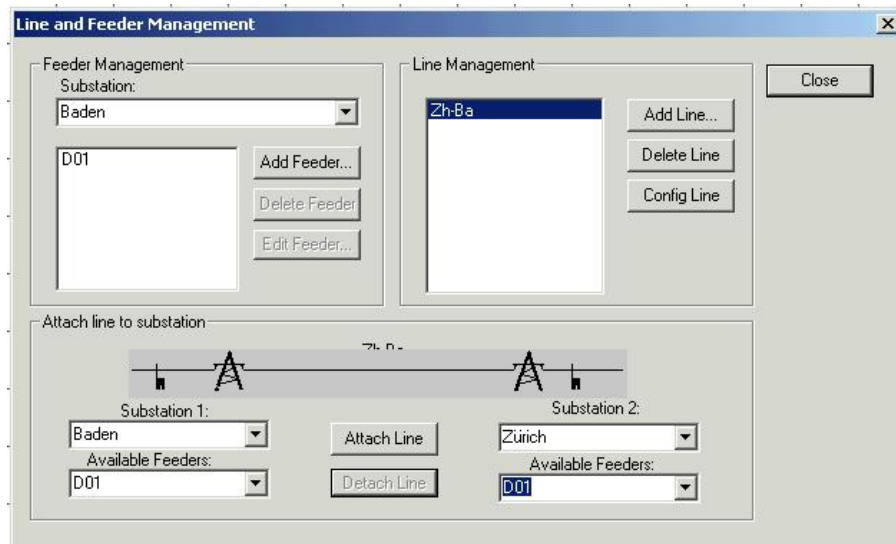 Line and Feeder Management
Feeder Management
Substation:
Baden
D01
Add Feeder...
Delete Feeder
Edit Feeder...
Line Management
Zh-Ba
Add Line...
Delete Line
Config Line
Close
Attach line to substation
Zh-Ba
Substation 1:
Baden
Available Feeders:
D01
Attach Line
Detach Line
Substation 2:
Zürich
Available Feeders:
D01